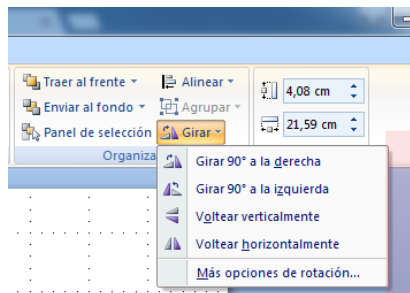 Traer al frente Alinear 4,08 cm
Enviar al fondo Agrupar
Panel de selección Girar 21,59 cm
Organiza
Girar 90° a la derecha
Girar 90° a la izquierda
Voltear verticalmente
Voltear horizontalmente
Más opciones de rotación...